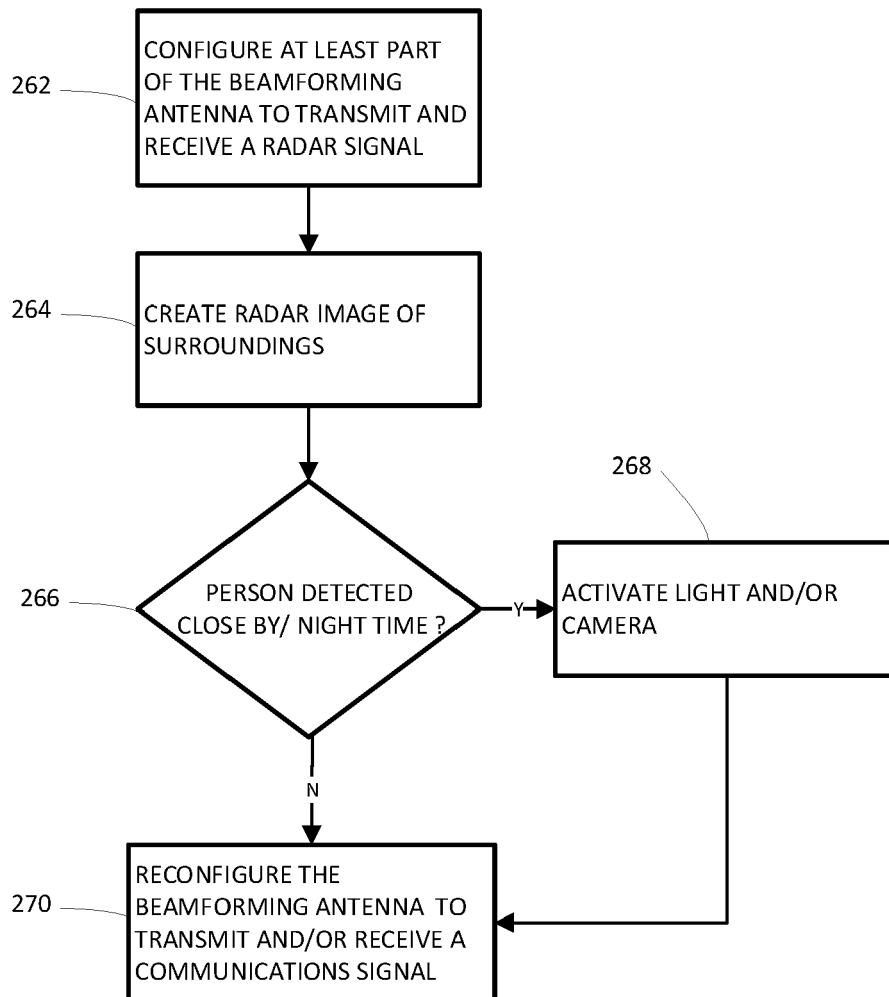 262
CONFIGURE AT LEAST PART
OF THE BEAMFORMING
ANTENNA TO TRANSMIT AND
RECEIVE A RADAR SIGNAL
264
CREATE RADAR IMAGE OF
SURROUNDINGS
266
PERSON DETECTED
CLOSE BY/ NIGHT TIME ?
Y
268
ACTIVATE LIGHT AND/OR
CAMERA
N
270
RECONFIGURE THE
BEAMFORMING ANTENNA TO
TRANSMIT AND/OR RECEIVE A
COMMUNICATIONS SIGNAL